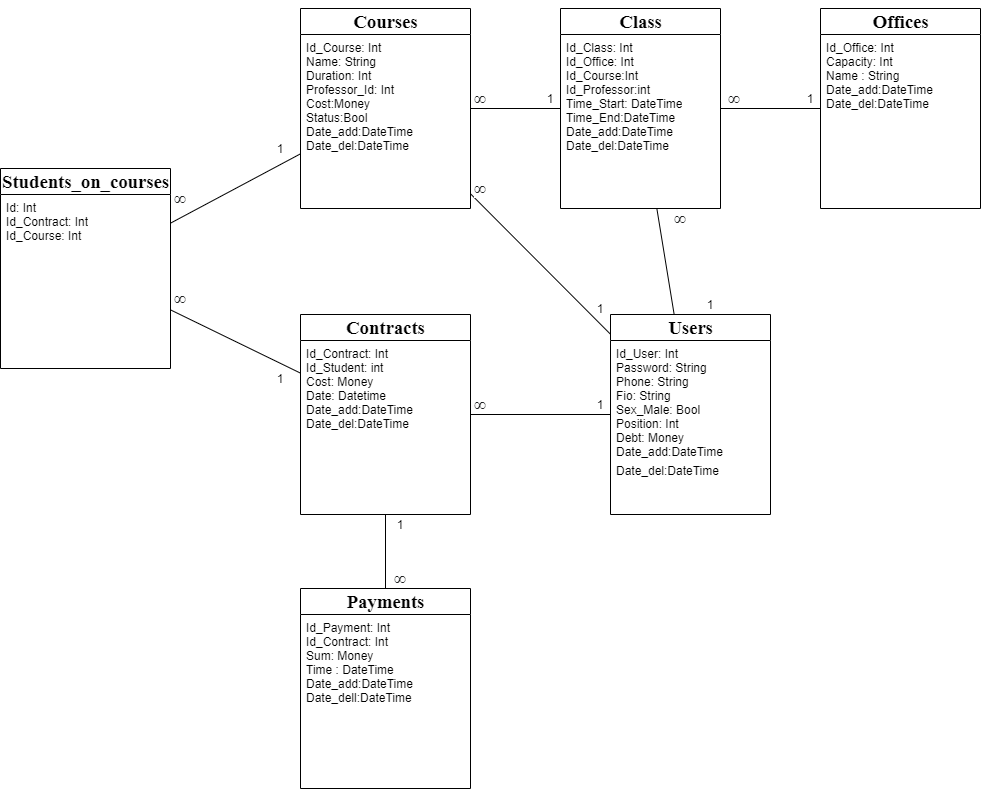 Courses
Id_Course: Int
Name: String
Duration: Int
Professor_Id: Int
Cost:Money
Status:Bool
Date_add:DateTime
Date_del:DateTime
∞
1
Class
Id_Class: Int
Id_Office: Int
Id_Course:Int
Id_Professor:int
Time_Start: DateTime
Time_End:DateTime
Date_add:DateTime
Date_del:DateTime
∞
1
Offices
Id_Office: Int
Capacity: Int
Name : String
Date_add:DateTime
Date_del:DateTime
1
∞
Students_on_courses
Id: Int
Id_Contract: Int
Id_Course: Int
∞
1
∞
1
∞
1
Contracts
Id_Contract: Int
Id_Student: int
Cost: Money
Date: Datetime
Date_add:DateTime
Date_del:DateTime
∞
1
Users
Id_User: Int
Password: String
Phone: String
Fio: String
Sex_Male: Bool
Position: Int
Debt: Money
Date_add:DateTime
Date_del:DateTime
1
∞
Payments
Id_Payment: Int
Id_Contract: Int
Sum: Money
Time : DateTime
Date_add:DateTime
Date_dell:DateTime